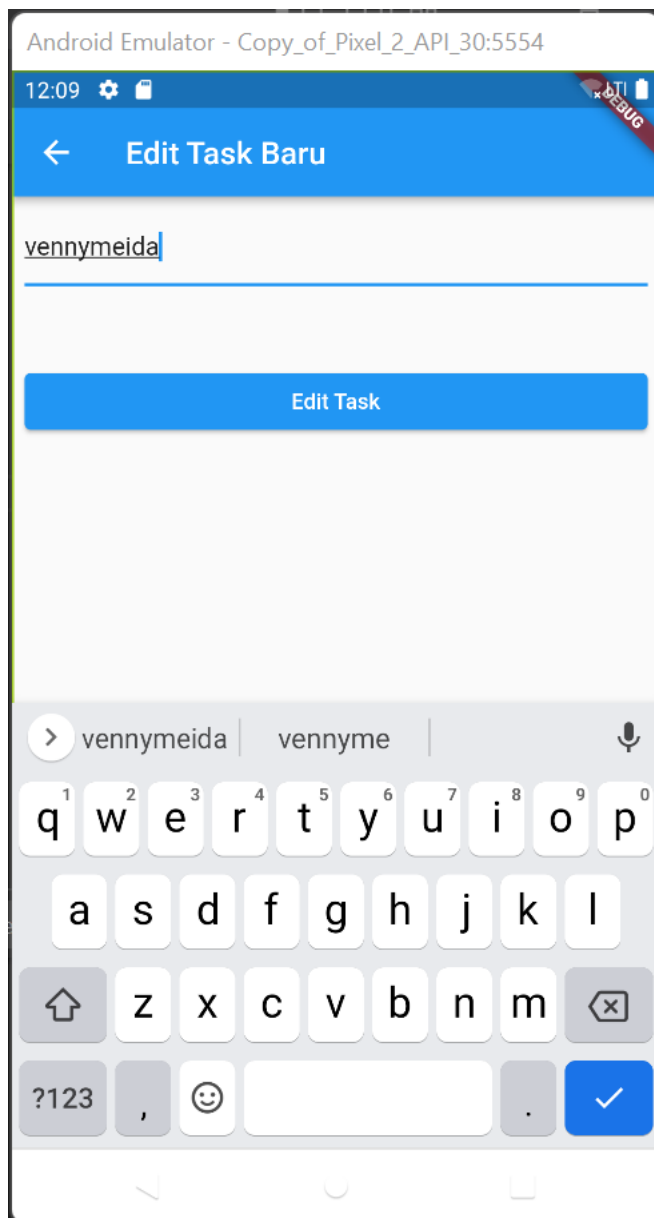 Android Emulator - Copy_of_Pixel_2_API_30:5554
12:09
DEBUG
Edit Task Baru
vennymeida
Edit Task
vennymeida vennyme
1 2 3 4 5 6 7 8 9 0
q w e r t y u i o p
a s d f g h j k l
z x c v b n m
?123 , .